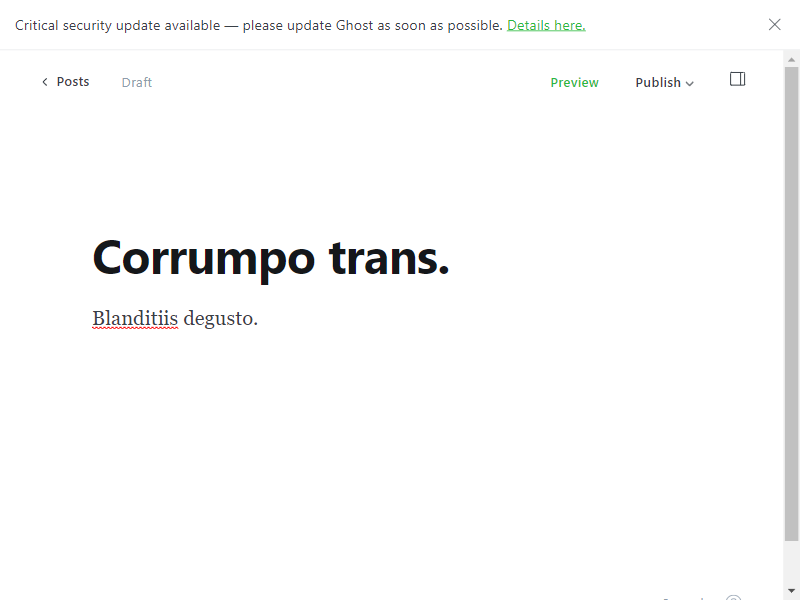 Critical security update available — please update Ghost as soon as possible. Details here.
Posts Draft Preview Publish
Corrumpo trans.
Blanditiis degusto.